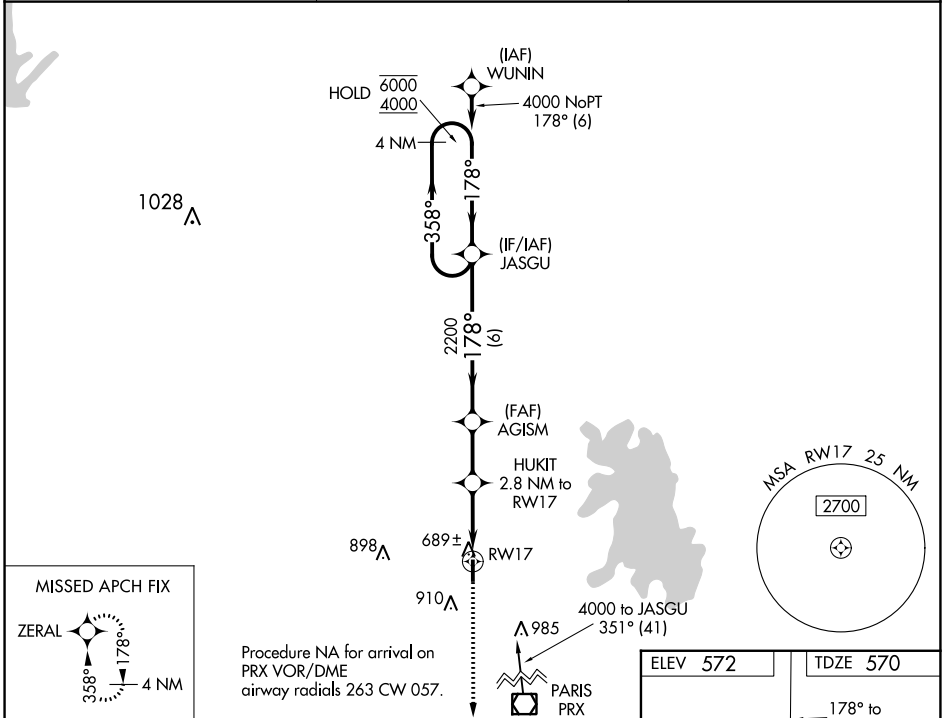 (IAF)
WUNIN
HOLD 6000
4000
4000 NoPT
178° (6)
4 NM
178°
358°
1028
(IF/IAF)
JASGU
2200
178°
(6)
(FAF)
AGISM
HUKIT
2.8 NM to
RW17
MSA RW17 25 NM
2700
898
689±
RW17
910
MISSED APCH FIX
ZERAL
178°
358°
4 NM
4000 to JASGU
351° (41)
985
Procedure NA for arrival on
PRX VOR/DME
airway radials 263 CW 057.
PARIS
PRX
ELEV 572
TDZE 570
178° to